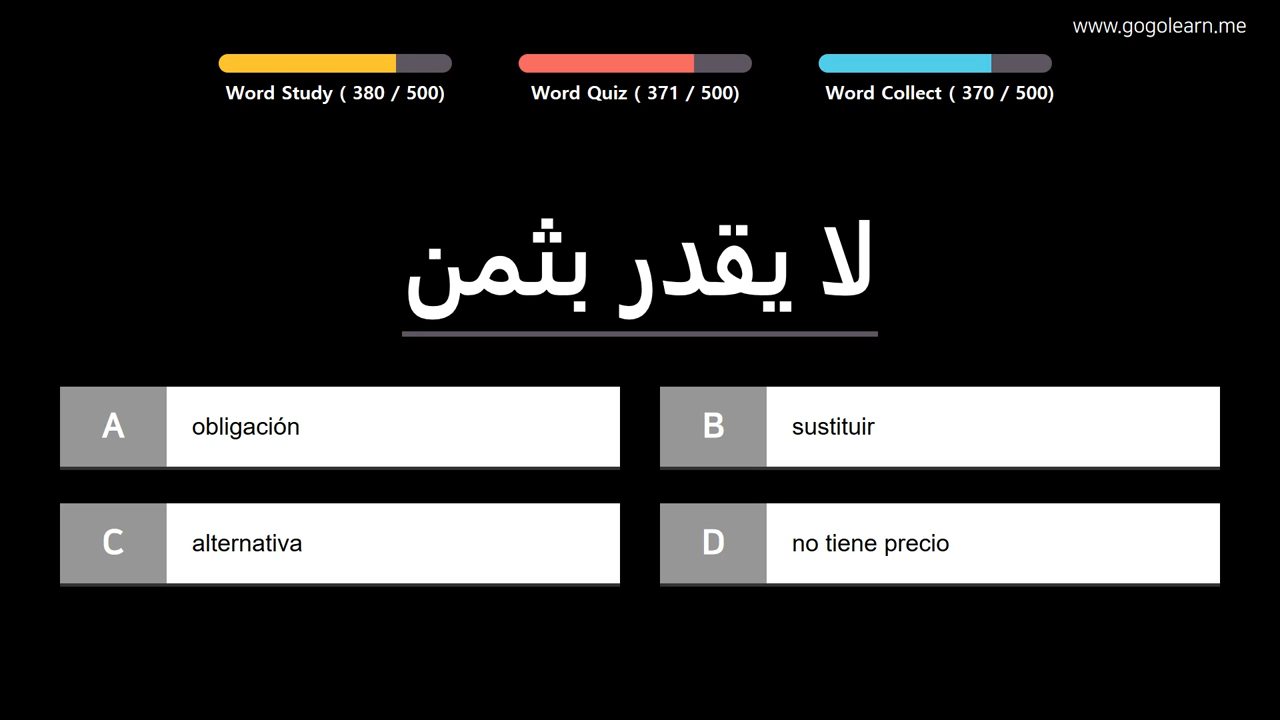 www.gogolearn.me
Word Study ( 380 / 500)
Word Quiz ( 371 / 500)
Word Collect ( 370 / 500)
لا يقدر بثمن
A obligación
B sustituir
C alternativa
D no tiene precio